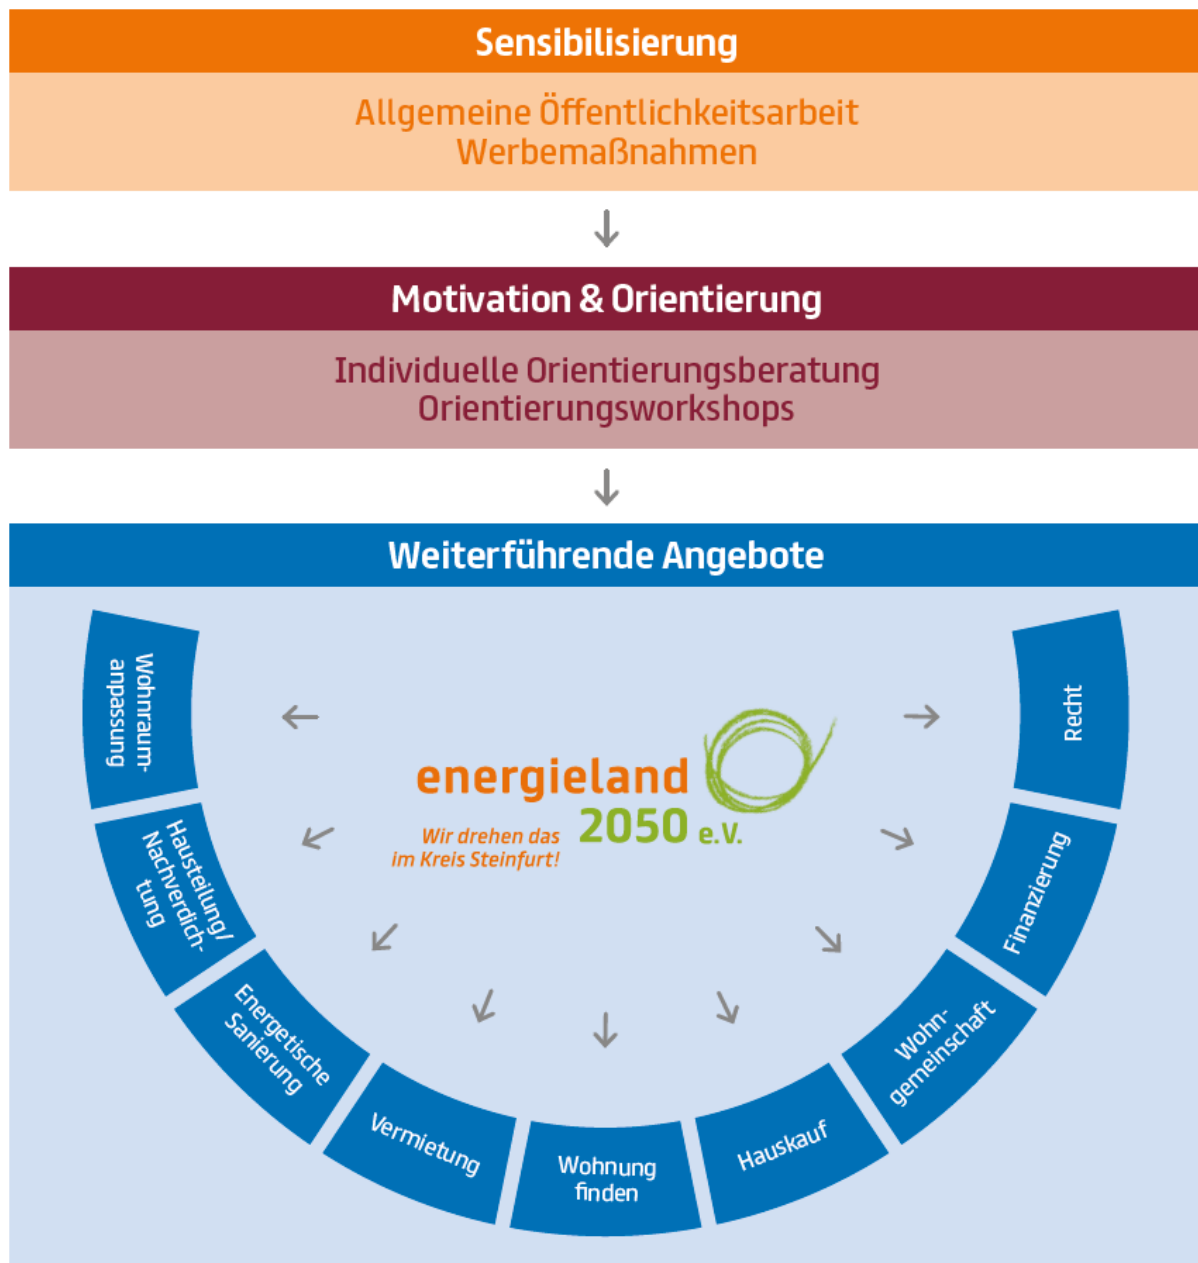 Sensibilisierung
Allgemeine Öffentlichkeitsarbeit
Werbemaßnahmen
Motivation & Orientierung
Individuelle Orientierungsberatung
Orientierungsworkshops
Weiterführende Angebote
Wohnraum-
anpassung
Hausteilung/
Nachverdich-
tung
Energetische
Sanierung
Vermietung
Wohnung
finden
Hauskauf
Wohn-
gemeinschaft
Finanzierung
Recht
energieland
2050 e.V.
Wir drehen das
im Kreis Steinfurt!